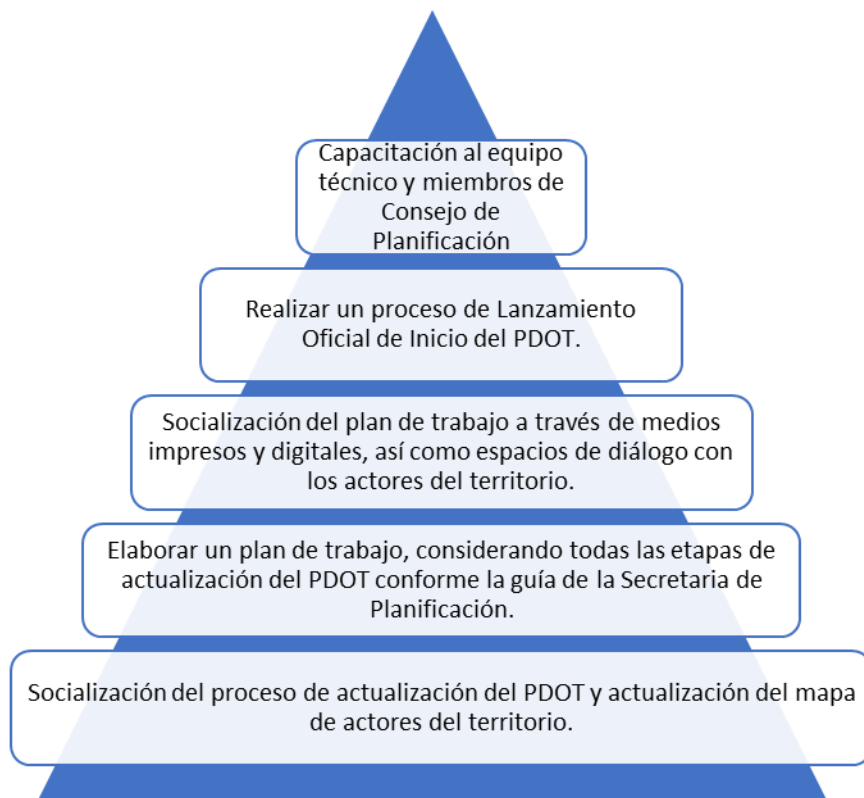 Capacitación al equipo
técnico y miembros de
Consejo de
Planificación
Realizar un proceso de Lanzamiento
Oficial de Inicio del PDOT.
Socialización del plan de trabajo a través de medios
impresos y digitales, así como espacios de diálogo con
los actores del territorio.
Elaborar un plan de trabajo, considerando todas las etapas de
actualización del PDOT conforme la guía de la Secretaria de
Planificación.
Socialización del proceso de actualización del PDOT y actualización del mapa
de actores del territorio.